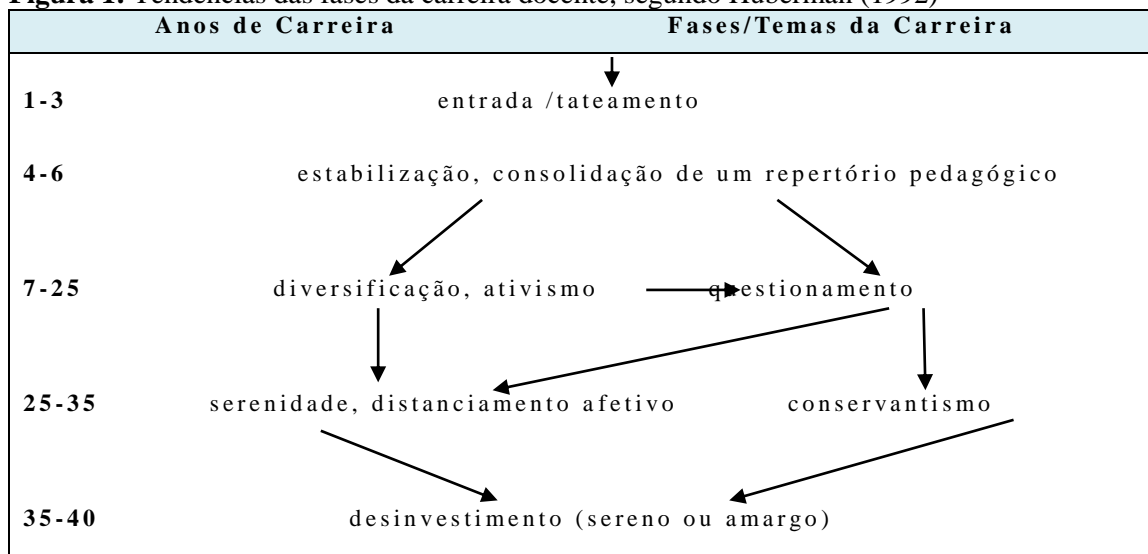 Figura 1: Tendências das fases da carreira docente, segundo Huberman (1992)
Anos de Carreira Fases/Temas da Carreira
1-3 entrada /tateamento
4-6 estabilização, consolidação de um repertório pedagógico
7-25 diversificação, ativismo questionamento
25-35 serenidade, distanciamento afetivo conservantismo
35-40 desinvestimento (sereno ou amargo)